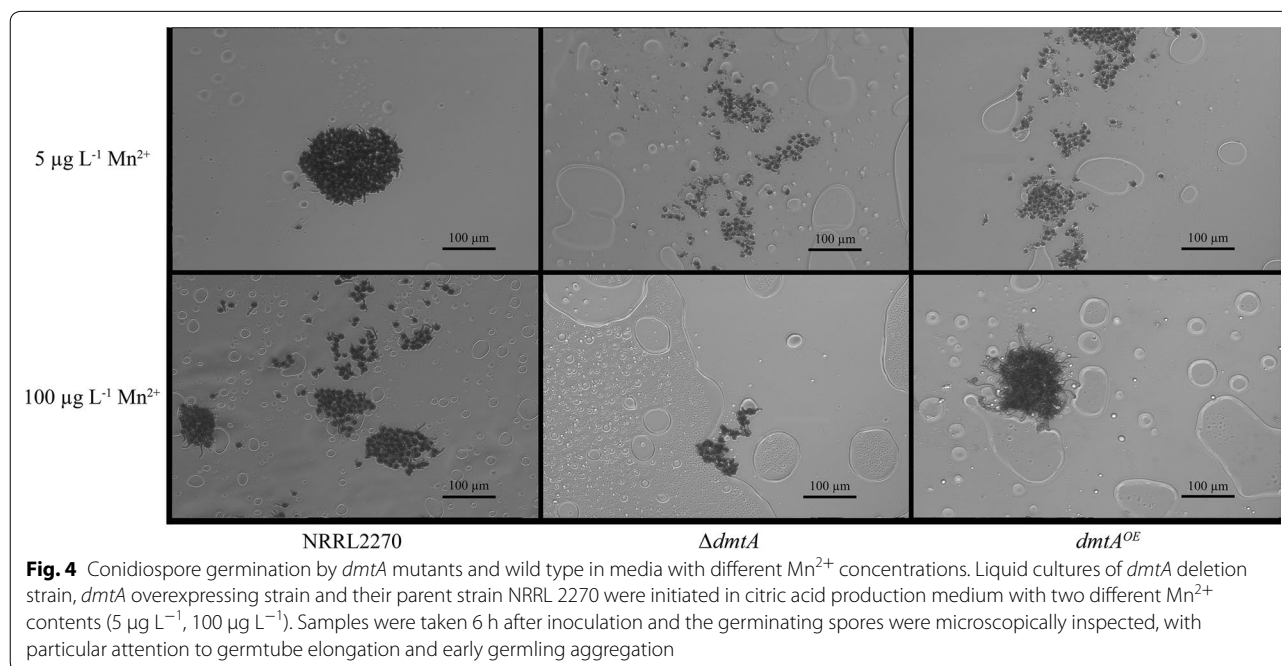 5 µg L-1 Mn2+
100 µm
100 µm
100 µm
100 µg L-1 Mn2+
100 µm
100 µm
100 µm
NRRL2270
ΔdmtA
dmtAOE
Fig. 4 Conidiospore germination by dmtA mutants and wild type in media with different Mn2+ concentrations. Liquid cultures of dmtA deletion
strain, dmtA overexpressing strain and their parent strain NRRL 2270 were initiated in citric acid production medium with two different Mn2+
contents (5 µg L−1, 100 µg L−1). Samples were taken 6 h after inoculation and the germinating spores were microscopically inspected, with
particular attention to germtube elongation and early germling aggregation